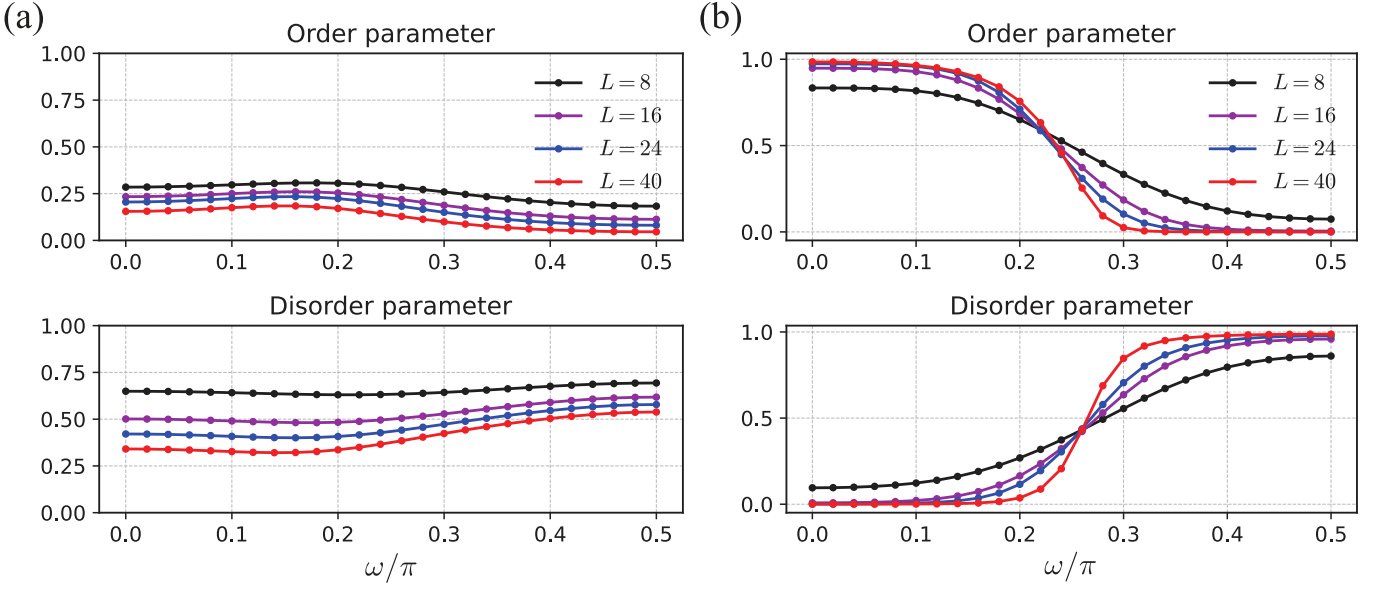 (a)
Order parameter
1.00
0.75
0.50
0.25
0.00
L = 8
L = 16
L = 24
L = 40
0.0 0.1 0.2 0.3 0.4 0.5
Disorder parameter
1.00
0.75
0.50
0.25
0.00
0.0 0.1 0.2 0.3 0.4 0.5
ω/π
(b)
Order parameter
1.0
0.5
0.0
L = 8
L = 16
L = 24
L = 40
0.0 0.1 0.2 0.3 0.4 0.5
Disorder parameter
1.0
0.5
0.0
0.0 0.1 0.2 0.3 0.4 0.5
ω/π